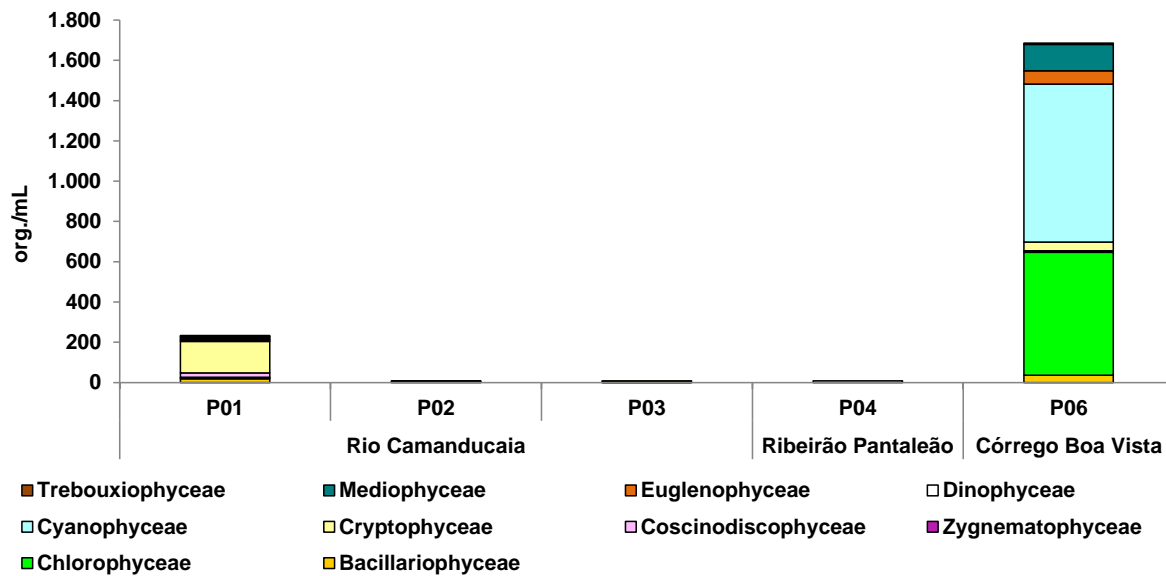 1.800
1.600
1.400
1.200
1.000
800
600
400
200
0
org./mL
P01 P02 P03 P04 P06
Rio Camanducaia Ribeirão Pantaleão Córrego Boa Vista
Trebouxiophyceae Mediophyceae Euglenophyceae Dinophyceae
Cyanophyceae Cryptophyceae Coscinodiscophyceae Zygnematophyceae
Chlorophyceae Bacillariophyceae